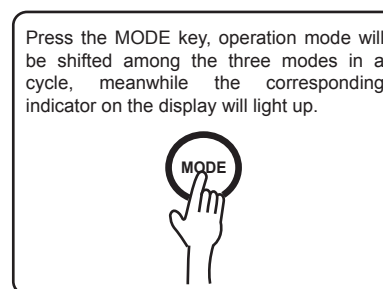 Press the MODE key, operation mode will
be shifted among the three modes in a
cycle, meanwhile the corresponding
indicator on the display will light up.
MODE